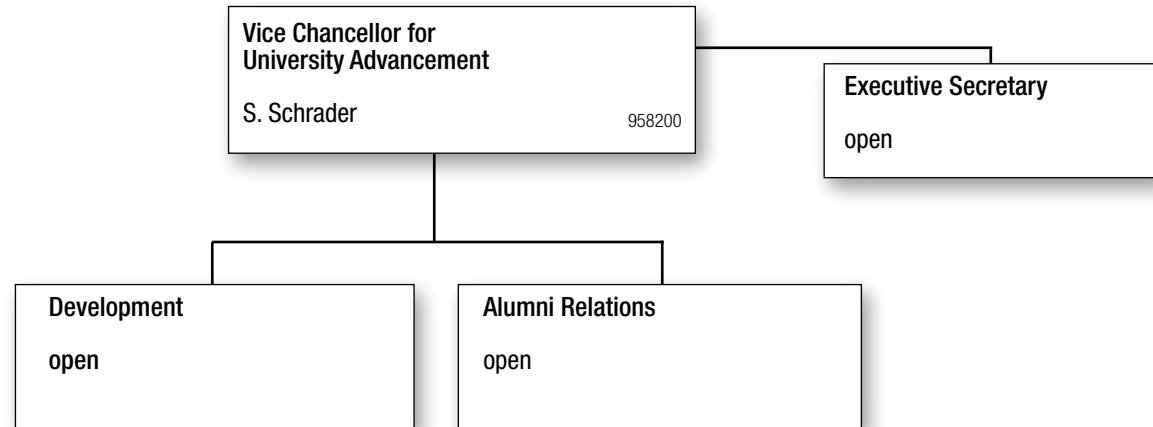 Vice Chancellor for
University Advancement
S. Schrader
958200
Executive Secretary
open
Development
open
Alumni Relations
open